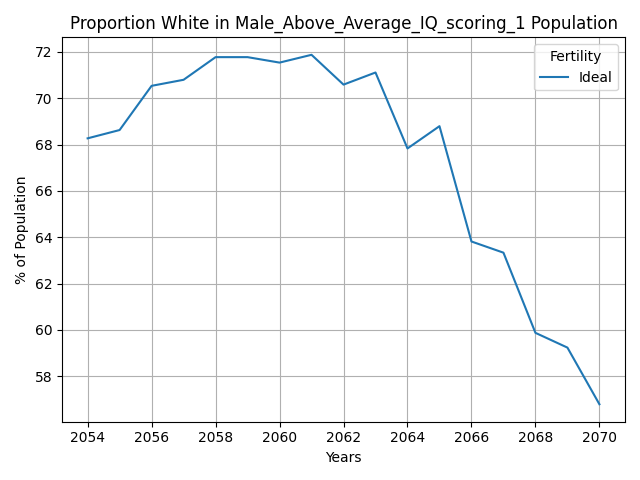 Proportion White in Male_Above_Average_IQ_scoring_1 Population
72
70
68
66
64
62
60
58
% of Population
Fertility
Ideal
2054 2056 2058 2060 2062 2064 2066 2068 2070
Years